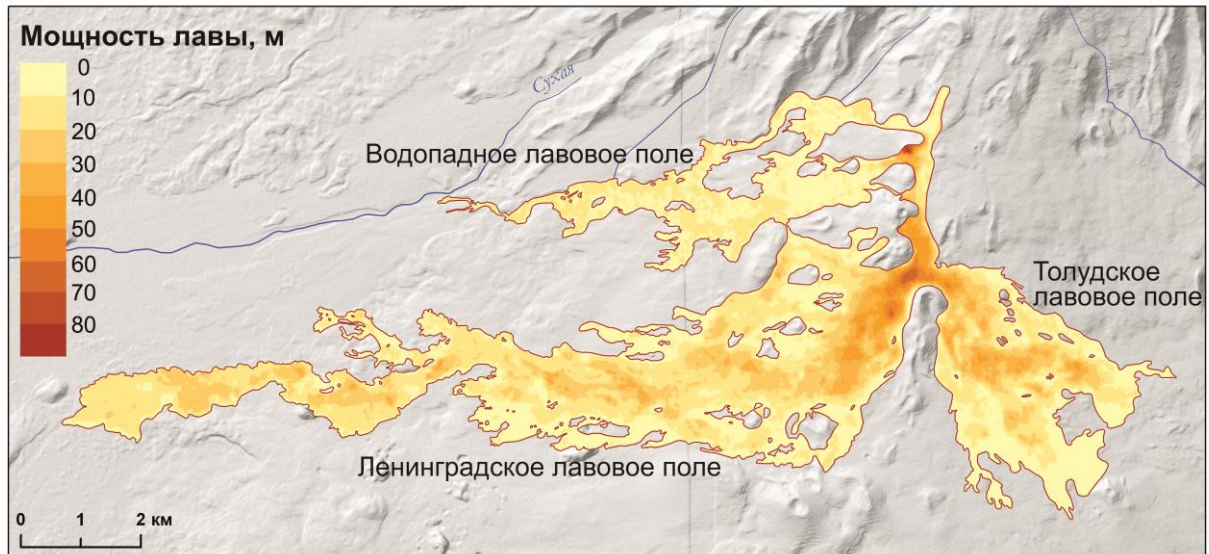 Мощность лавы, м
0
10
20
30
40
50
60
70
80
Сухая
Водопадное лавовое поле
Толудское
лавовое поле
Ленинградское лавовое поле
0 1 2 км